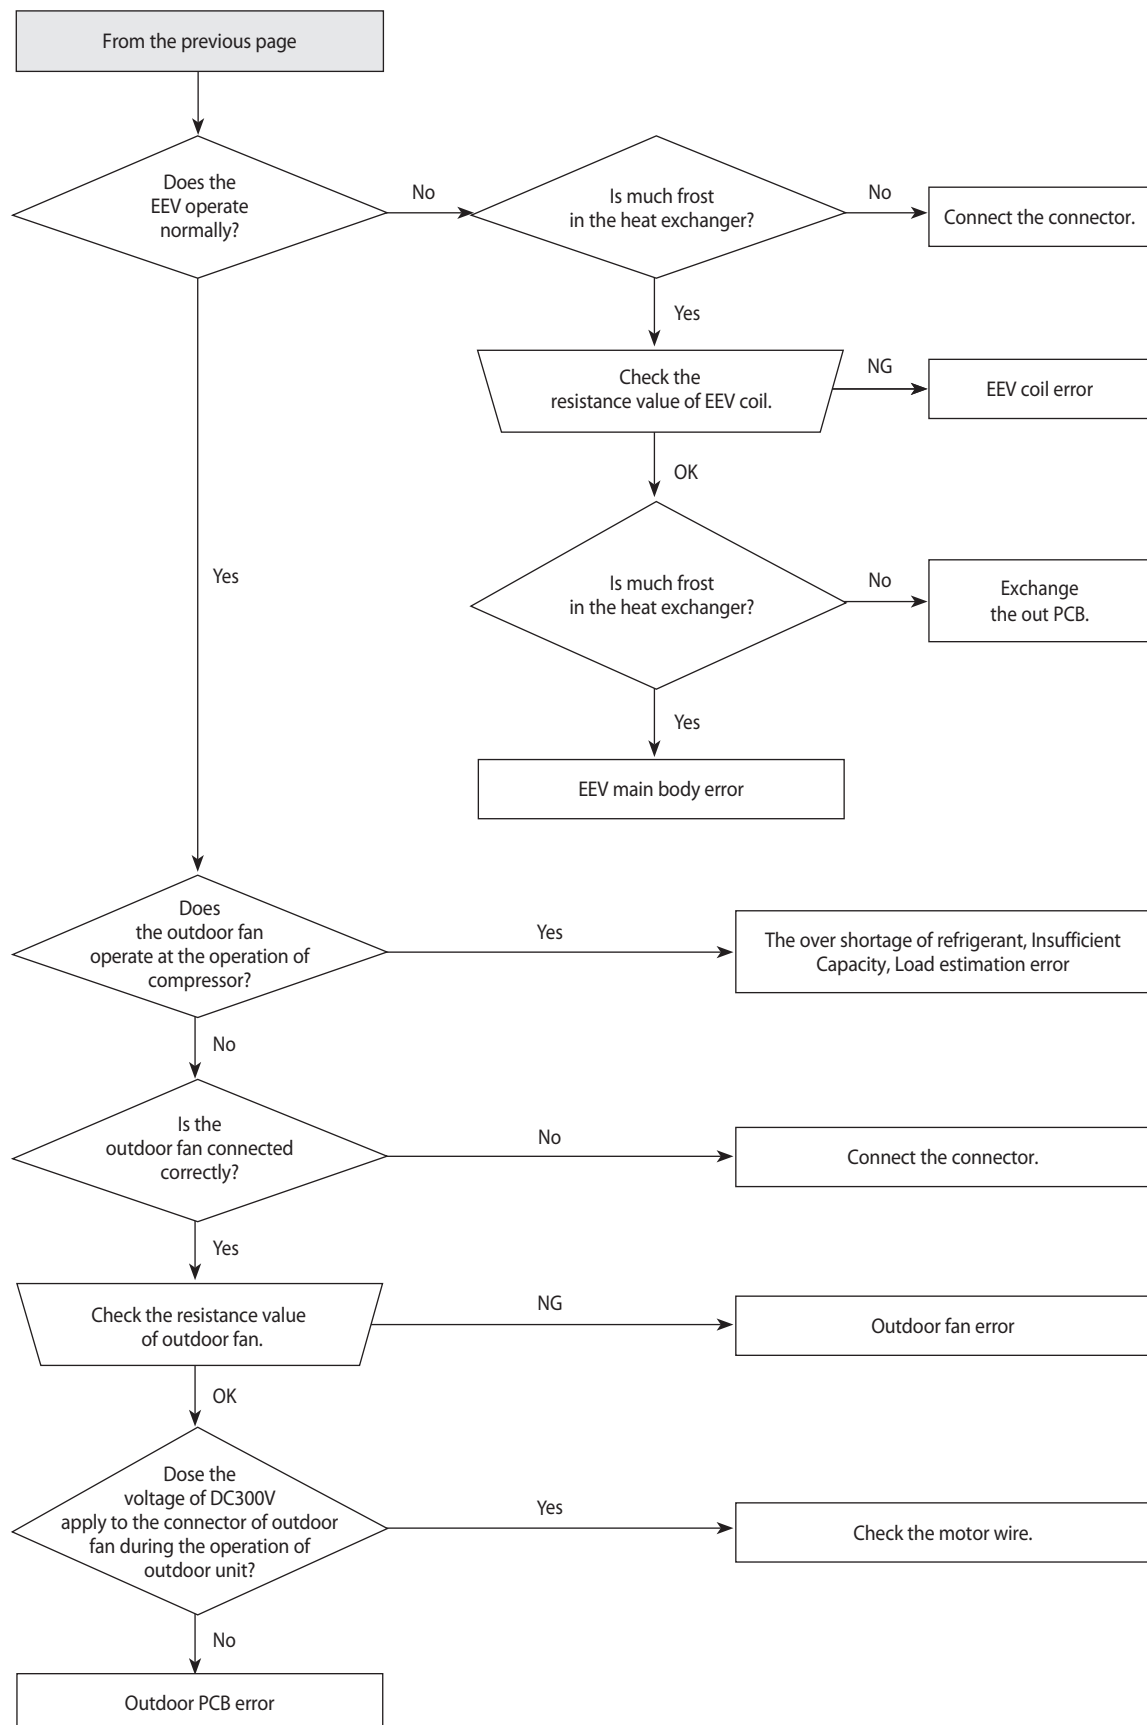 From the previous page
Does the
EEV operate
normally?
No
Is much frost
in the heat exchanger?
No
Connect the connector.
Yes
Check the
resistance value of EEV coil.
NG
EEV coil error
OK
Yes
Is much frost
in the heat exchanger?
No
Exchange
the out PCB.
Yes
EEV main body error
Does
the outdoor fan
operate at the operation of
compressor?
Yes
The over shortage of refrigerant, Insufficient
Capacity, Load estimation error
No
Is the
outdoor fan connected
correctly?
No
Connect the connector.
Yes
Check the resistance value
of outdoor fan.
NG
Outdoor fan error
OK
Dose the
voltage of DC300V
apply to the connector of outdoor
fan during the operation of
outdoor unit?
Yes
Check the motor wire.
No
Outdoor PCB error